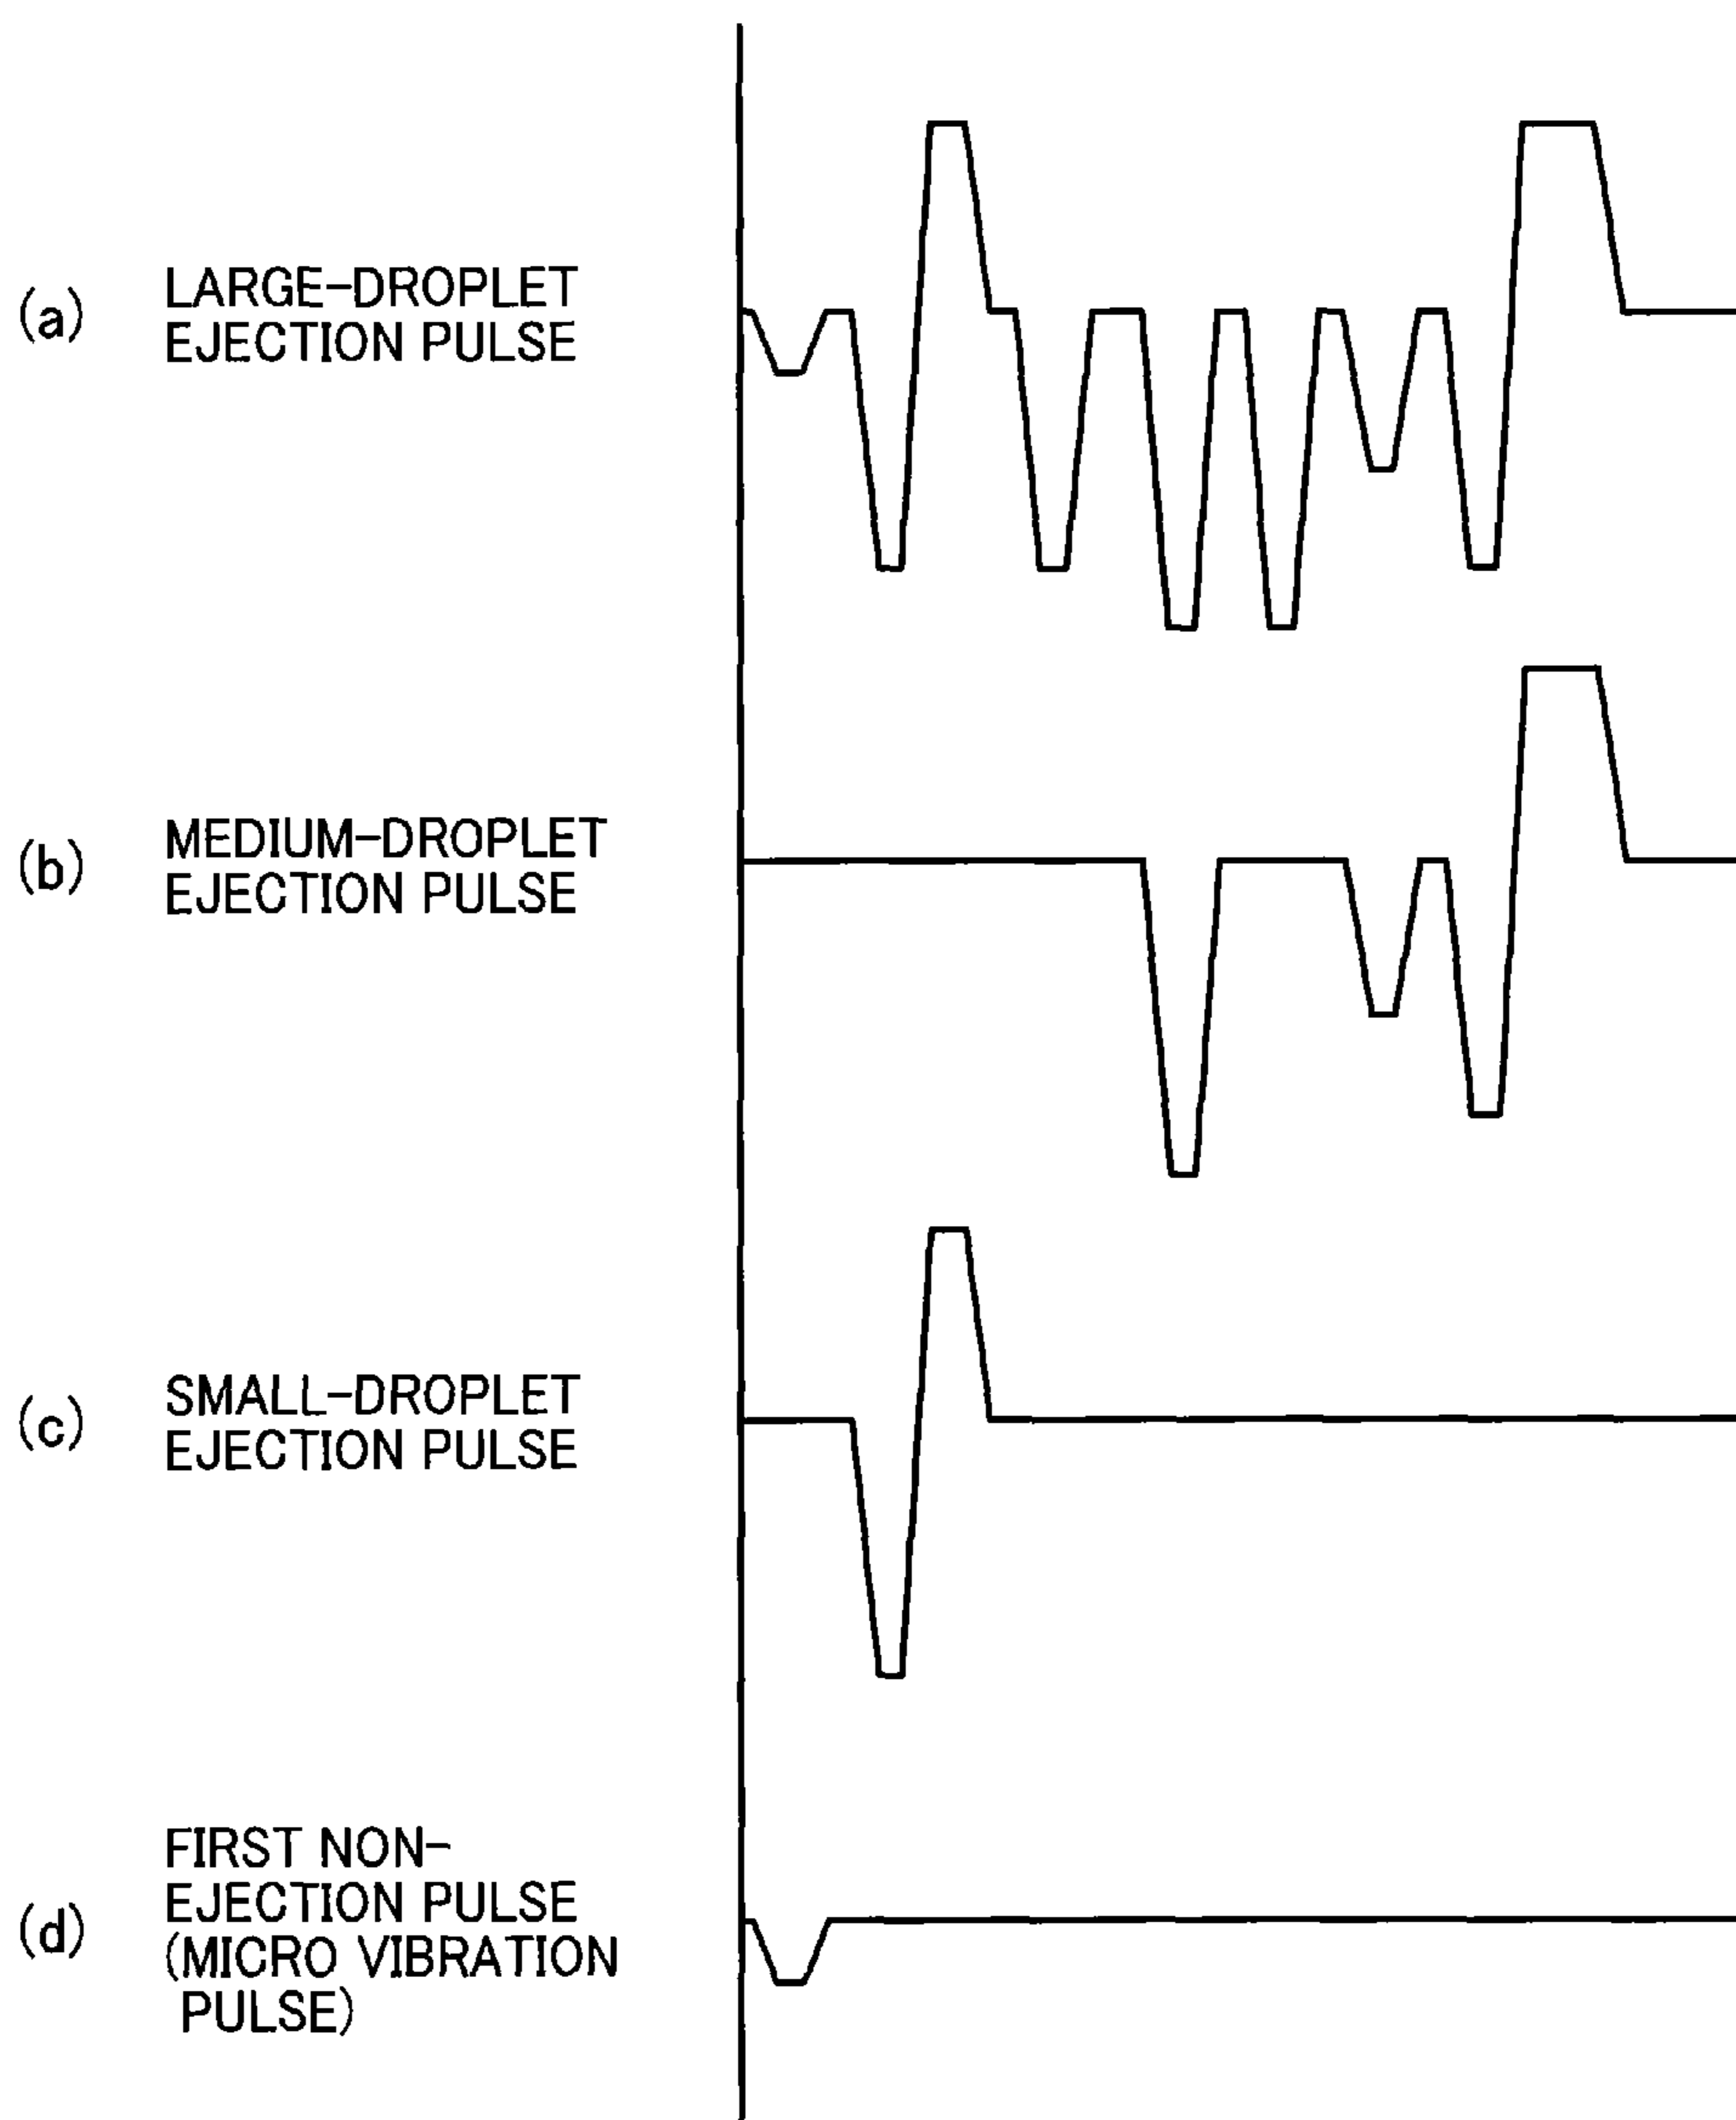 (a) LARGE-DROPLET
EJECTION PULSE
(b) MEDIUM-DROPLET
EJECTION PULSE
(c) SMALL-DROPLET
EJECTION PULSE
(d) FIRST NON-
EJECTION PULSE
(MICRO VIBRATION
PULSE)